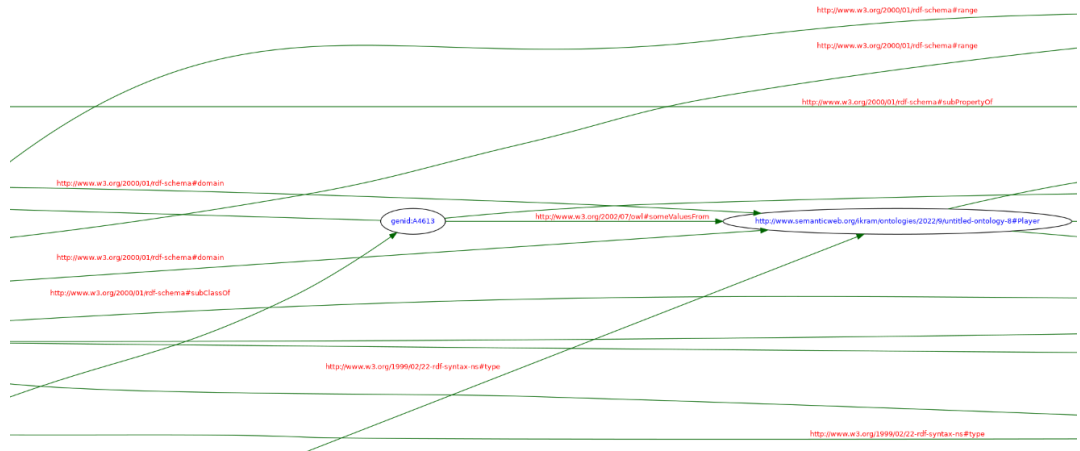 http://www.w3.org/2000/01/rdf-schema#range
http://www.w3.org/2000/01/rdf-schema#range
http://www.w3.org/2000/01/rdf-schema#subPropertyOf
http://www.w3.org/2000/01/rdf-schema#domain
genid:A4613
http://www.w3.org/2002/07/owl#someValuesFrom
http://www.semanticweb.org/ikram/ontologies/2022/9/untitled-ontology-8#Player
http://www.w3.org/2000/01/rdf-schema#domain
http://www.w3.org/2000/01/rdf-schema#subClassOf
http://www.w3.org/1999/02/22-rdf-syntax-ns#type
http://www.w3.org/1999/02/22-rdf-syntax-ns#type